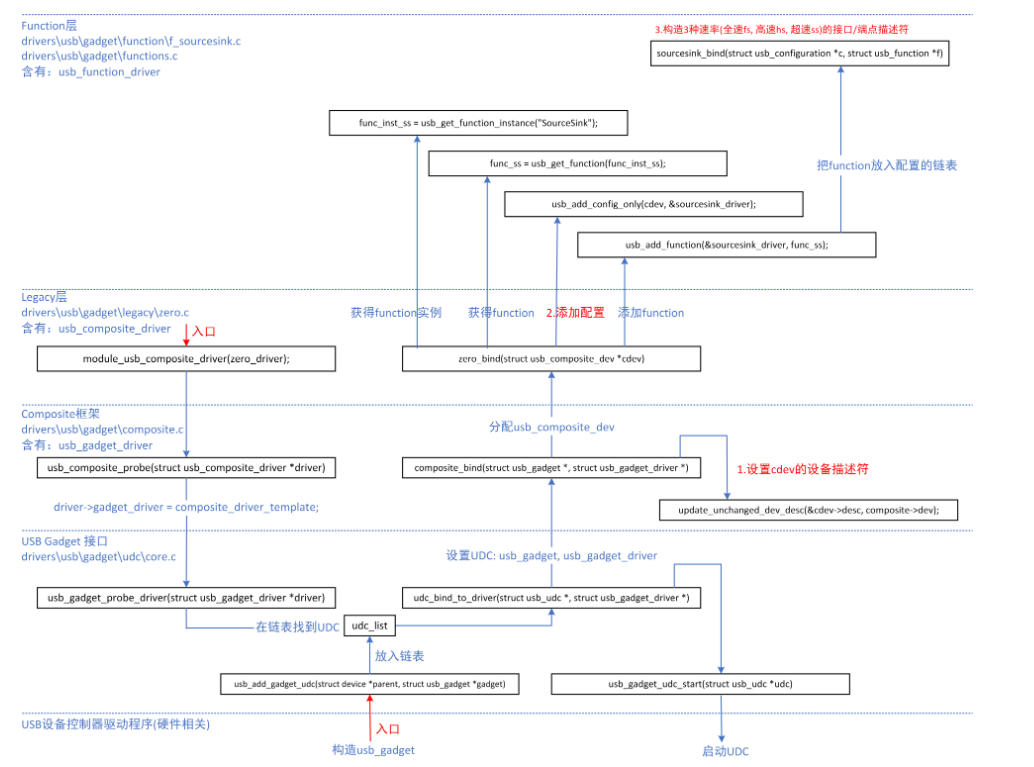 Function层
drivers\usb\gadget\function\f_sourcesink.c
drivers\usb\gadget\functions.c
含有：usb_function_driver
3.构造3种速率(全速fs, 高速hs, 超速ss)的接口/端点描述符
sourcesink_bind(struct usb_configuration *c, struct usb_function *f)
func_inst_ss = usb_get_function_instance("SourceSink");
func_ss = usb_get_function(func_inst_ss);
把function放入配置的链表
usb_add_config_only(cdev, &sourcesink_driver);
usb_add_function(&sourcesink_driver, func_ss);
Legacy层
drivers\usb\gadget\legacy\zero.c
含有：usb_composite_driver
入口
获得function实例
获得function
2.添加配置
添加function
module_usb_composite_driver(zero_driver);
zero_bind(struct usb_composite_dev *cdev)
Composite框架
drivers\usb\gadget\composite.c
含有：usb_gadget_driver
分配usb_composite_dev
usb_composite_probe(struct usb_composite_driver *driver)
composite_bind(struct usb_gadget *, struct usb_gadget_driver *)
1.设置cdev的设备描述符
driver->gadget_driver = composite_driver_template;
update_unchanged_dev_desc(&cdev->desc, composite->dev);
USB Gadget 接口
drivers\usb\gadget\udc\core.c
设置UDC: usb_gadget, usb_gadget_driver
usb_gadget_probe_driver(struct usb_gadget_driver *driver)
udc_bind_to_driver(struct usb_udc *, struct usb_gadget_driver *)
在链表找到UDC
udc_list
放入链表
usb_add_gadget_udc(struct device *parent, struct usb_gadget *gadget)
usb_gadget_udc_start(struct usb_udc *udc)
USB设备控制器驱动程序(硬件相关)
入口
构造usb_gadget
启动UDC